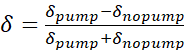 δ = (δ_pump − δ_nopump) / (δ_pump + δ_nopump)